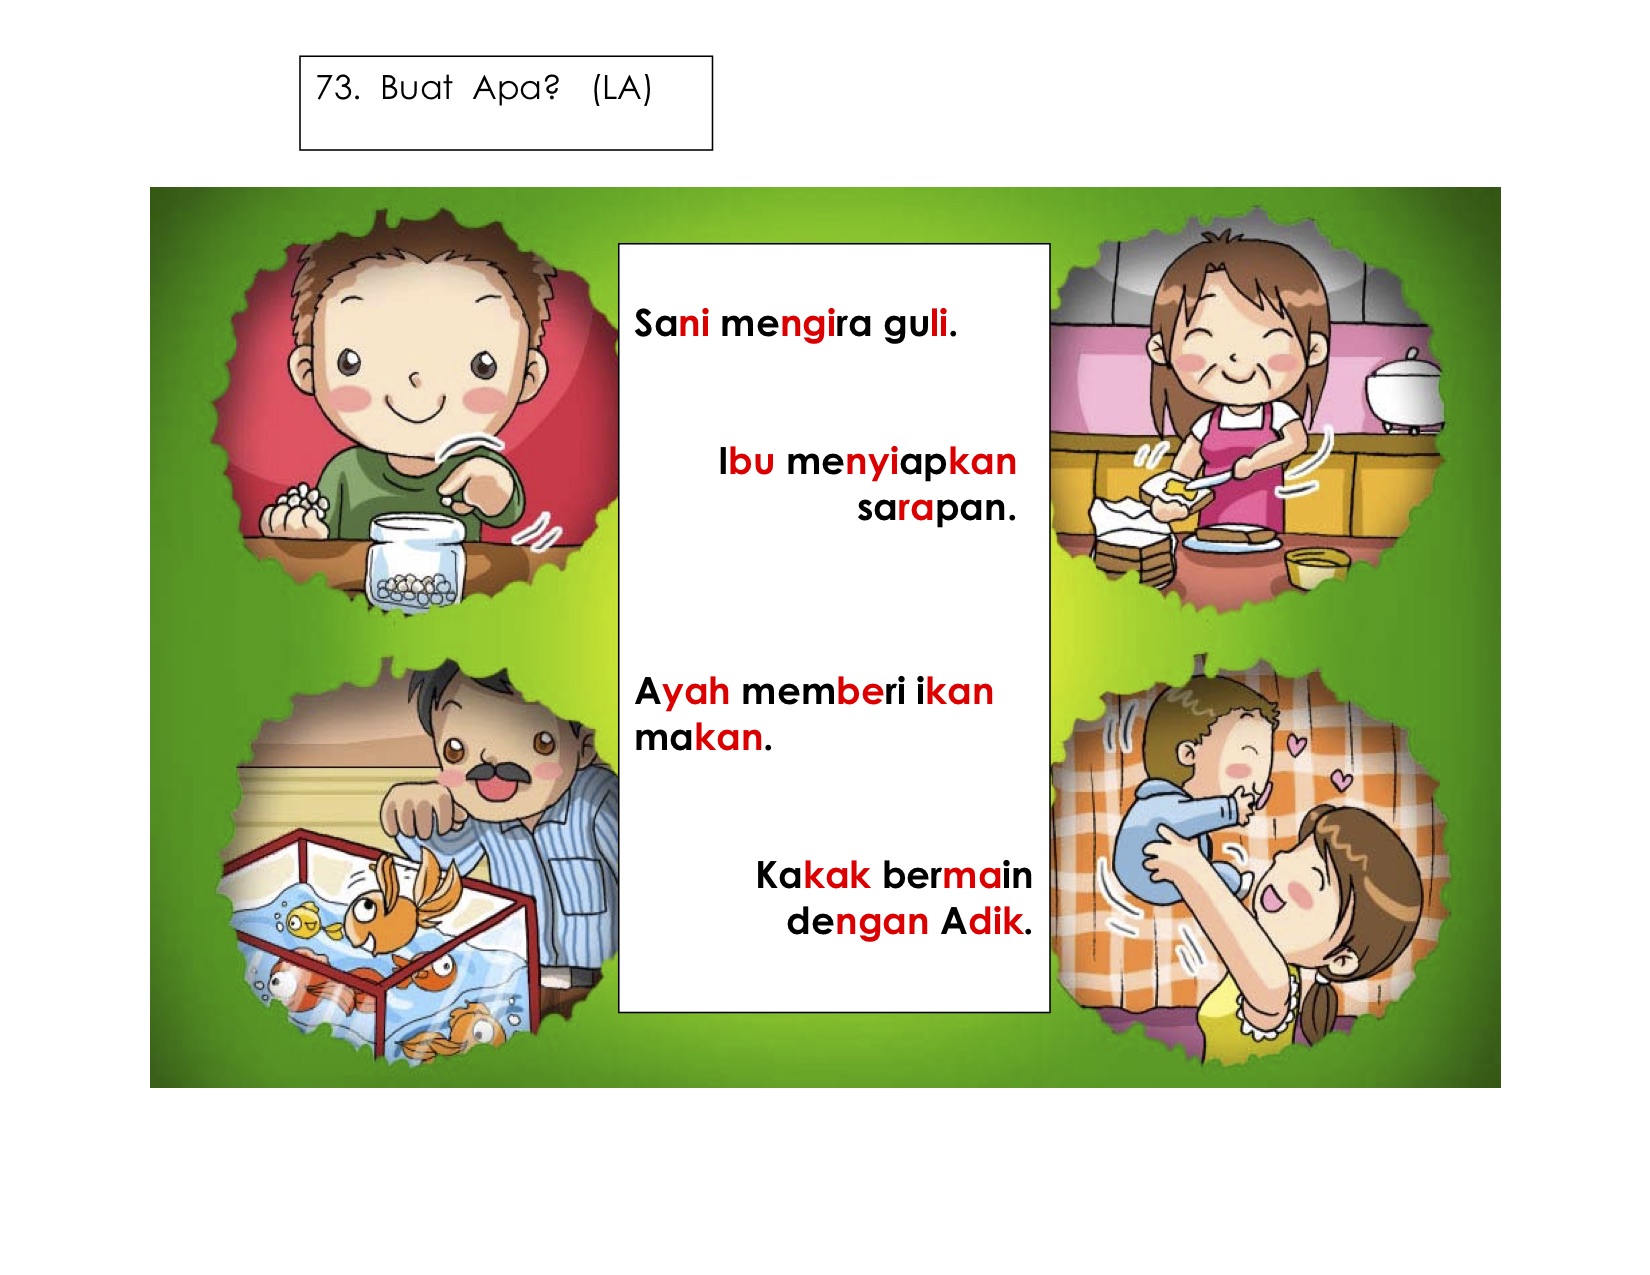 73. Buat Apa? (LA)
Sani mengira guli.
Ibu menyiapkan
sarapan.
Ayah memberi ikan
makan.
Kakak bermain
dengan Adik.